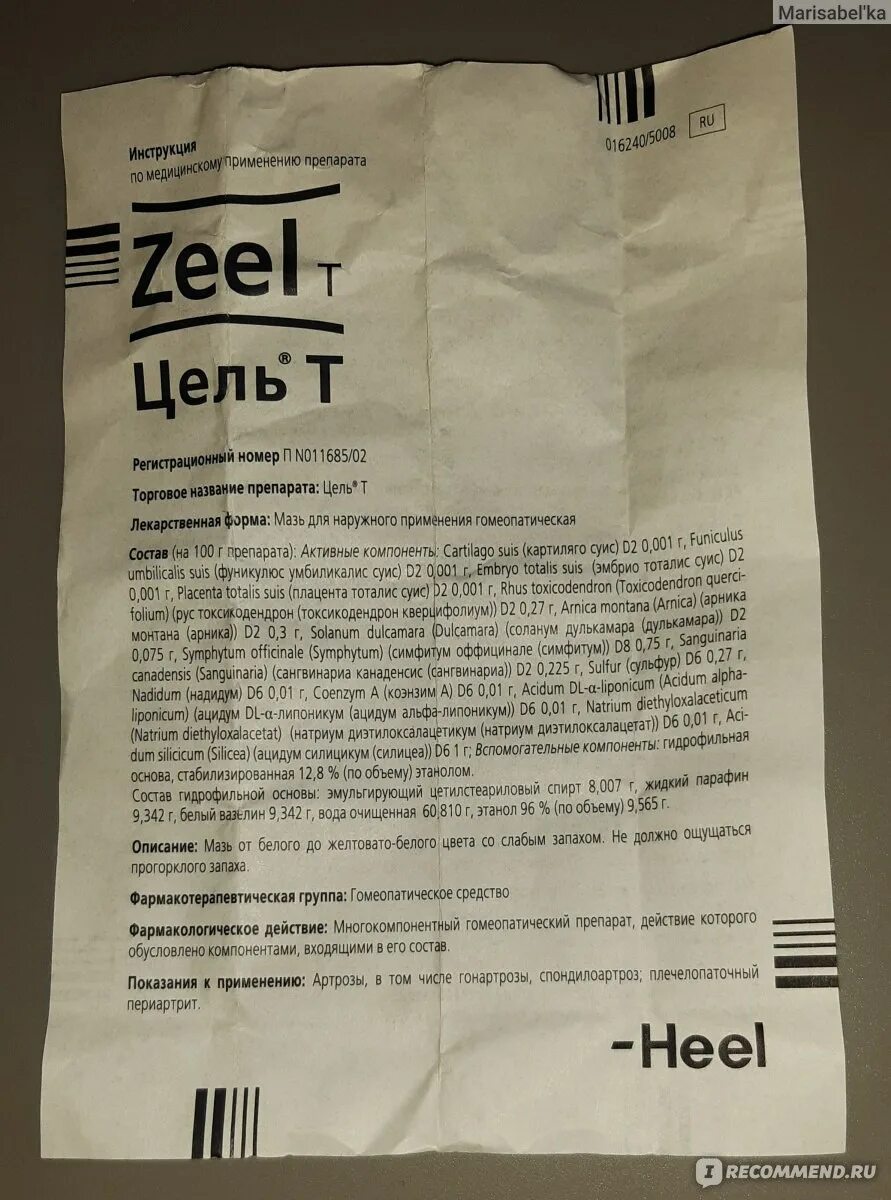 Marisabel'ka
016240/5008 RU
Инструкция
по медицинскому применению препарата
Zeel T
Цель® Т
Регистрационный номер П N011685/02
Торговое название препарата: Цель® Т
Лекарственная форма: Мазь для наружного применения гомеопатическая
Состав (на 100 г препарата): Активные компоненты: Cartilago suis (картиляго суис) D2 0,001 г, Funiculus
umbilicalis suis (фуникулюс умбиликалис суис) D2 0,001 г, Embryo totalis suis (эмбрио тоталис суис) D2
0,001 г, Placenta totalis suis (плацента тоталис суис) D2 0,001 г, Rhus toxicodendron (Toxicodendron querci-
folium) (рус токсикодендрон (токсикодендрон кверцифолиум)) D2 0,27 г, Arnica montana (Arnica) (арника
монтана (арника)) D2 0,3 г, Solanum dulcamara (Dulcamara) (соланум дулькамара (дулькамара)) D2
0,075 г, Symphytum officinale (Symphytum) (симфитум оффицинале (симфитум)) D8 0,75 г, Sanguinaria
canadensis (Sanguinaria) (сангвинариа канаденсис (сангвинариа)) D2 0,225 г, Sulfur (сульфур) D6 0,27 г,
Nadidum (надидум) D6 0,01 г, Coenzym A (коэнзим А) D6 0,01 г, Acidum DL-α-liponicum (Acidum alpha-
liponicum) (ацидум DL-α-липоникум (ацидум альфа-липоникум)) D6 0,01 г, Natrium diethyloxalaceticum
(Natrium diethyloxalacetat) (натриум диэтилоксалацетикум (натриум диэтилоксалацетат)) D6 0,01 г, Aci-
dum silicicum (Silicea) (ацидум силицикум (силицеа)) D6 1 г; Вспомогательные компоненты: гидрофильная
основа, стабилизированная 12,8 % (по объему) этанолом.
Состав гидрофильной основы: эмульгирующий цетилстеариловый спирт 8,007 г, жидкий парафин
9,342 г, белый вазелин 9,342 г, вода очищенная 60,810 г, этанол 96 % (по объему) 9,565 г.
Описание: Мазь от белого до желтовато-белого цвета со слабым запахом. Не должно ощущаться
прогорклого запаха.
Фармакотерапевтическая группа: Гомеопатическое средство
Фармакологическое действие: Многокомпонентный гомеопатический препарат, действие которого
обусловлено компонентами, входящими в его состав.
Показания к применению: Артрозы, в том числе гонартрозы, спондилоартроз; плечелопаточный
периартрит.
-Heel
RECOMMEND.RU